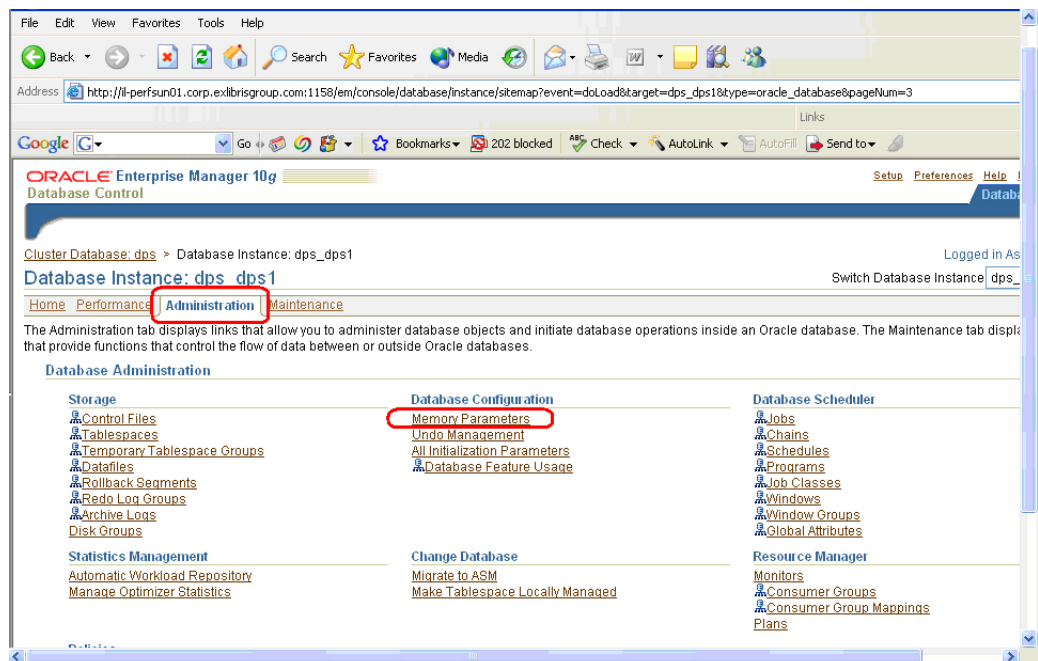 File Edit View Favorites Tools Help
Back Search Favorites Media
Address http://il-perfsun01.corp.exlibrisgroup.com:1158/em/console/database/instance/sitemap?event=doLoad&target=dps_dps1&type=oracle_database&pageNum=3
Links
Google G Go Bookmarks 202 blocked ABC Check AutoLink AutoFill Send to
ORACLE Enterprise Manager 10g
Database Control
Setup Preferences Help
Cluster Database: dps > Database Instance: dps_dps1
Logged in As
Database Instance: dps_dps1
Switch Database Instance dps_
Home Performance Administration Maintenance
The Administration tab displays links that allow you to administer database objects and initiate database operations inside an Oracle database. The Maintenance tab
that provide functions that control the flow of data between or outside Oracle databases.
Database Administration
Storage
Control Files
Tablespaces
Temporary Tablespace Groups
Datafiles
Rollback Segments
Redo Log Groups
Archive Logs
Disk Groups
Database Configuration
Memory Parameters
Undo Management
All Initialization Parameters
Database Feature Usage
Database Scheduler
Jobs
Chains
Schedules
Programs
Job Classes
Windows
Window Groups
Global Attributes
Statistics Management
Automatic Workload Repository
Manage Optimizer Statistics
Change Database
Migrate to ASM
Make Tablespace Locally Managed
Resource Manager
Monitors
Consumer Groups
Consumer Group Mappings
Plans